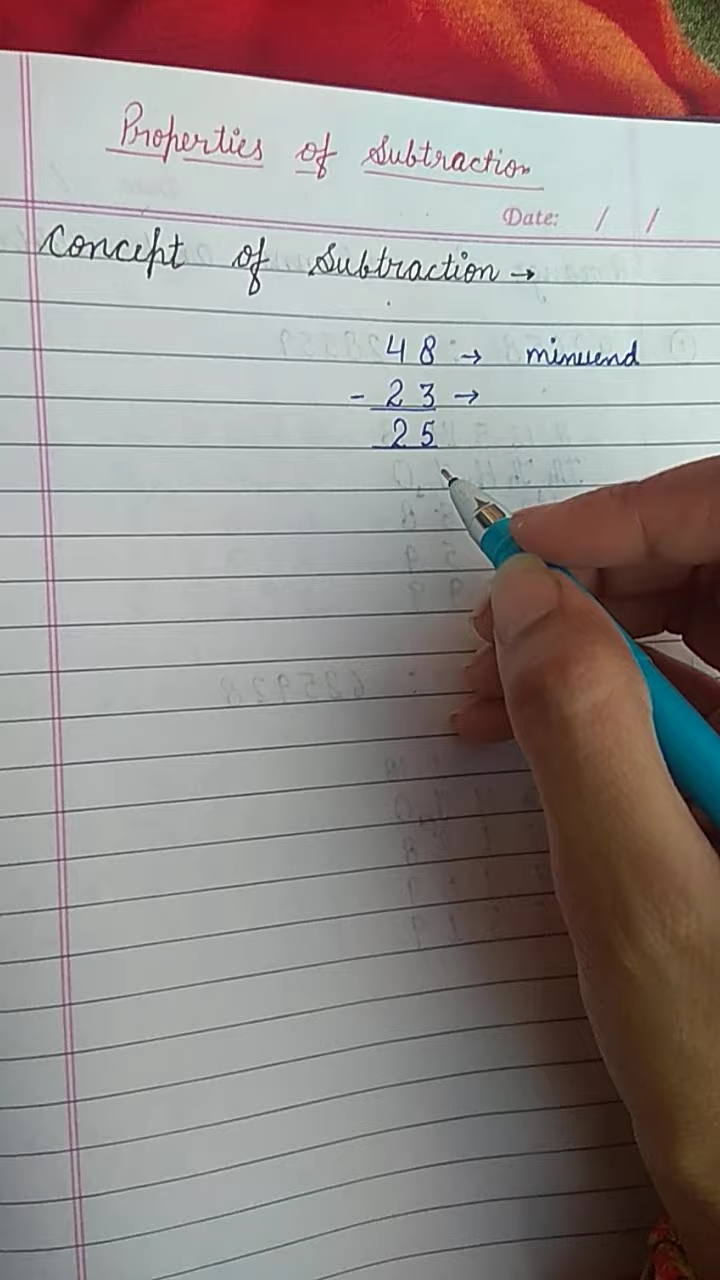 Properties of Subtraction
Date: / /
Concept of Subtraction →
48 → minuend
- 23 →
25